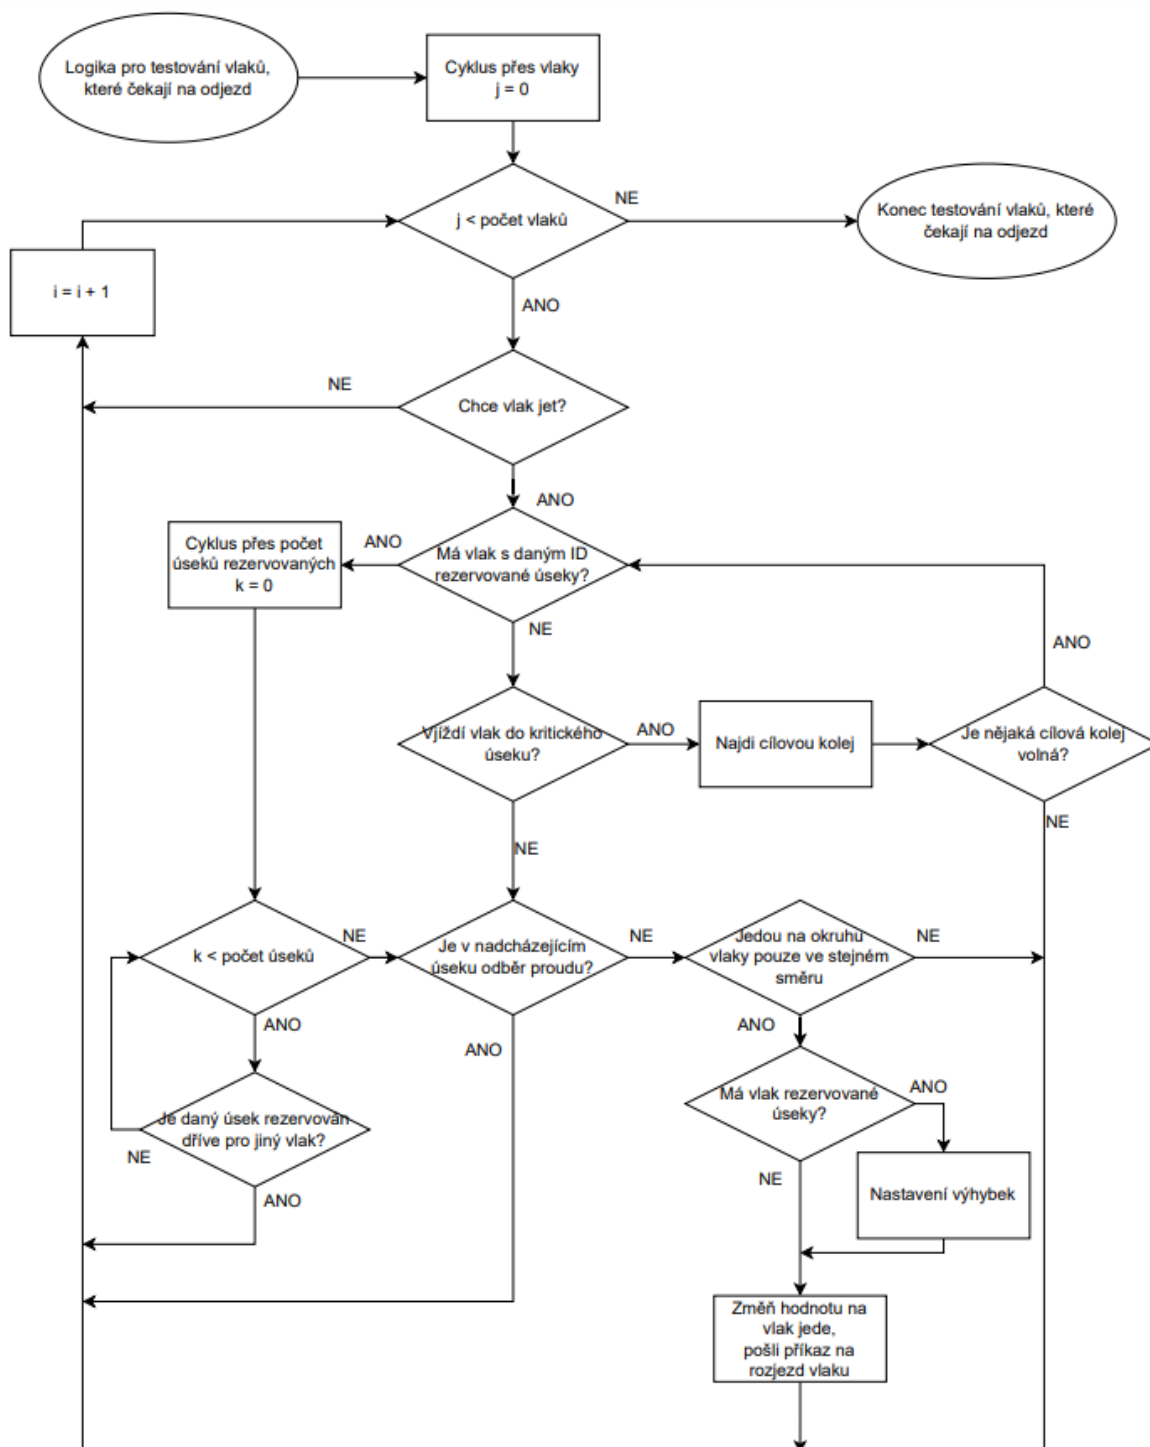 Logika pro testování vlaků,
které čekají na odjezd
Cyklus přes vlaky
j = 0
j < počet vlaků
NE
Konec testování vlaků, které
čekají na odjezd
i = i + 1
ANO
NE
Chce vlak jet?
ANO
Cyklus přes počet
úseků rezervovaných
k = 0
ANO
Má vlak s daným ID
rezervované úseky?
NE
ANO
Vjíždí vlak do kritického
úseku?
ANO
Najdi cílovou kolej
Je nějaká cílová kolej
volná?
NE
NE
k < počet úseků
NE
Je v nadcházejícím
úseku odběr proudu?
NE
Jedou na okruhu
vlaky pouze ve stejném
směru
NE
ANO
ANO
ANO
Je daný úsek rezervován
dříve pro jiný vlak?
NE
ANO
Má vlak rezervované
úseky?
ANO
NE
Nastavení výhybek
Změň hodnotu na
vlak jede,
pošli příkaz na
rozjezd vlaku